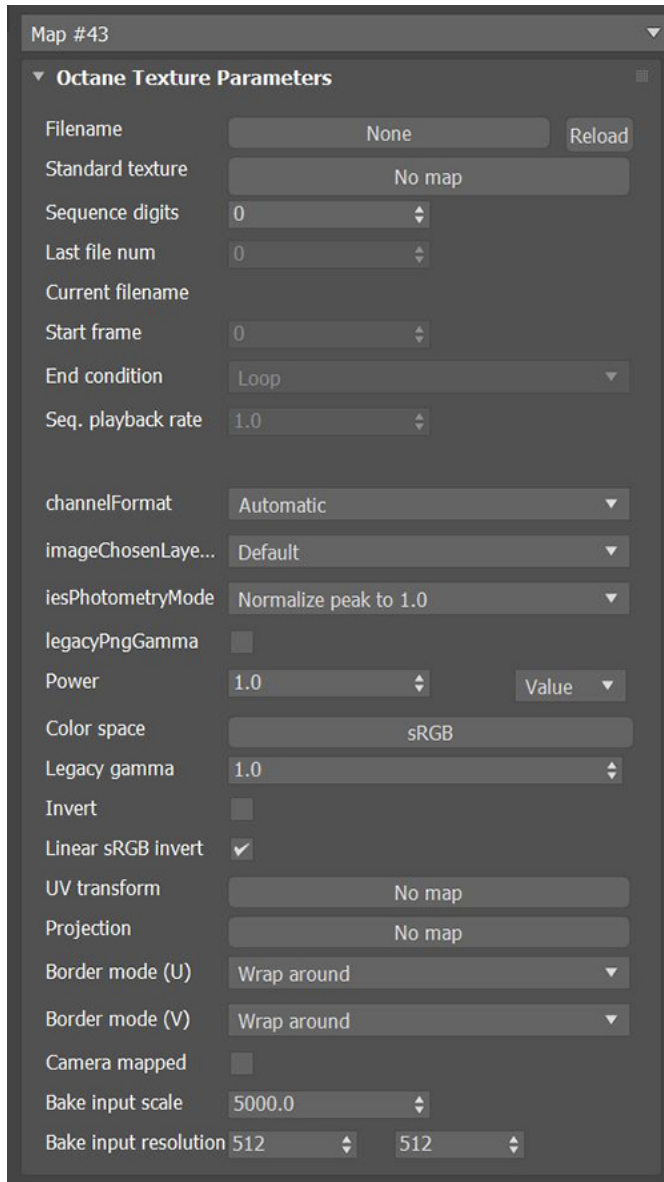 Map #43
Octane Texture Parameters
Filename None Reload
Standard texture No map
Sequence digits 0
Last file num 0
Current filename
Start frame 0
End condition Loop
Seq. playback rate 1.0
channelFormat Automatic
imageChosenLaye... Default
iesPhotometryMode Normalize peak to 1.0
legacyPngGamma
Power 1.0 Value
Color space sRGB
Legacy gamma 1.0
Invert
Linear sRGB invert
UV transform No map
Projection No map
Border mode (U) Wrap around
Border mode (V) Wrap around
Camera mapped
Bake input scale 5000.0
Bake input resolution 512 512